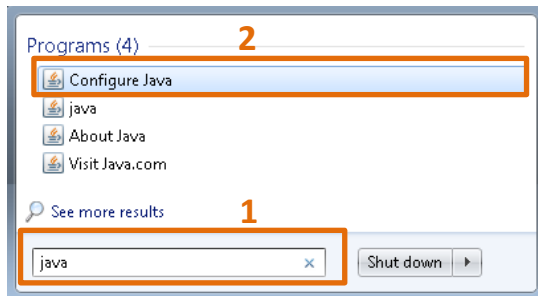 Programs (4)
2
Configure Java
java
About Java
Visit Java.com
See more results
1
java
Shut down